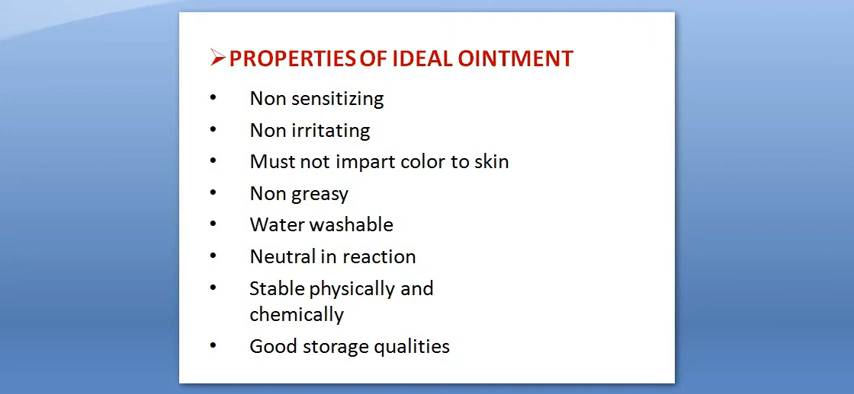 ➢PROPERTIES OF IDEAL OINTMENT
• Non sensitizing
• Non irritating
• Must not impart color to skin
• Non greasy
• Water washable
• Neutral in reaction
• Stable physically and
chemically
• Good storage qualities